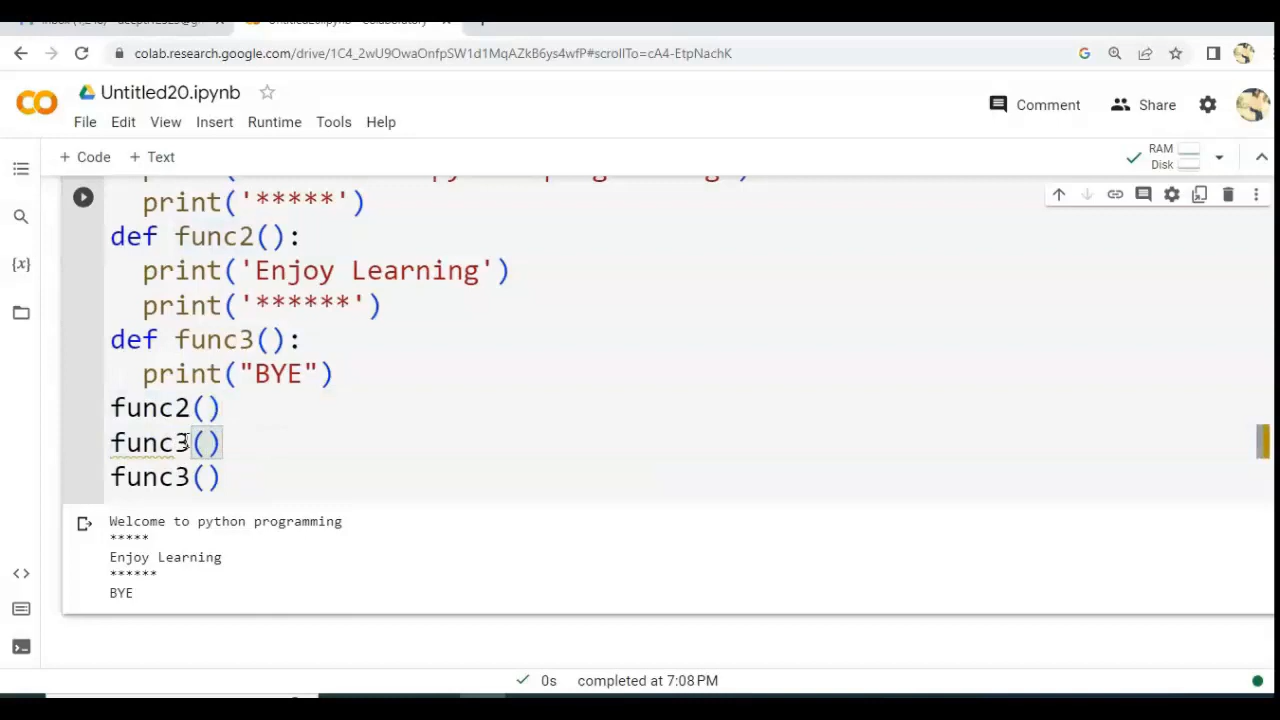 colab.research.google.com/drive/1C4_2wU9OwaOnfpSW1d1MqAZkB6ys4wfP#scrollTo=cA4-EtpNachK
Untitled20.ipynb
File Edit View Insert Runtime Tools Help
Comment Share
+ Code + Text
RAM
Disk
print('*****')
def func2():
print('Enjoy Learning')
print('******')
def func3():
print("BYE")
func2()
func3()
func3()
Welcome to python programming
*****
Enjoy Learning
******
BYE
0s completed at 7:08 PM